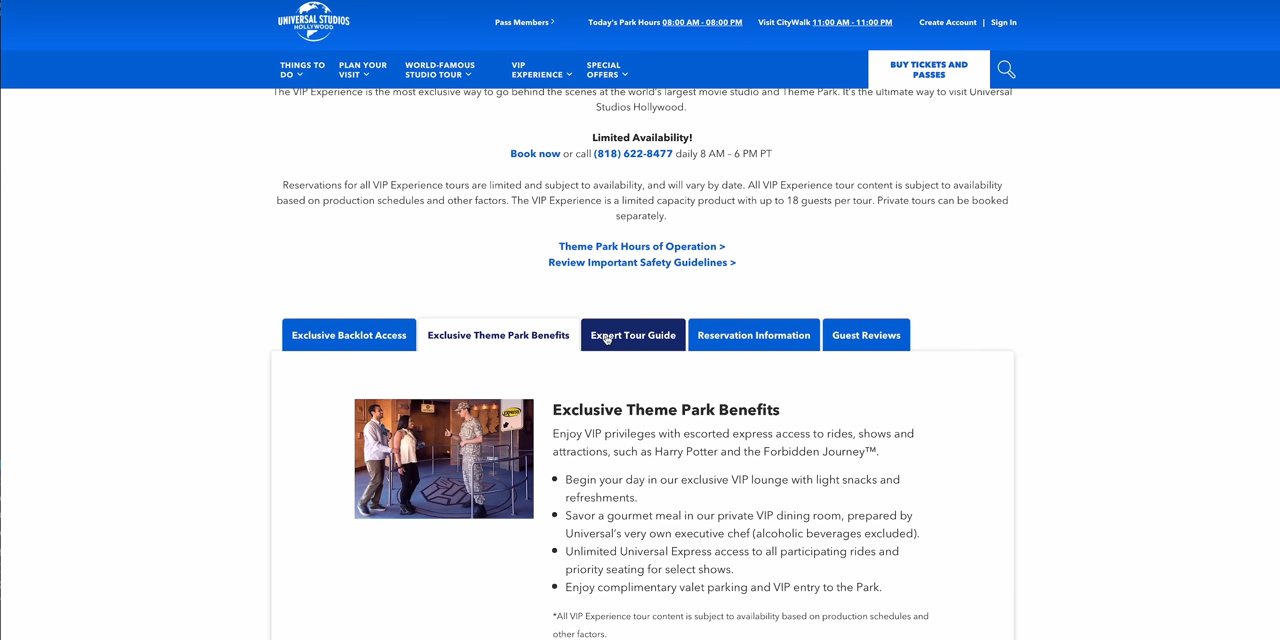 UNIVERSAL STUDIOS
HOLLYWOOD
Pass Members
Today's Park Hours 08:00 AM - 08:00 PM
Visit CityWalk 11:00 AM - 11:00 PM
Create Account | Sign In
THINGS TO
DO
PLAN YOUR
VISIT
WORLD-FAMOUS
STUDIO TOUR
VIP
EXPERIENCE
SPECIAL
OFFERS
BUY TICKETS AND
PASSES
The VIP Experience is the most exclusive way to go behind the scenes at the world's largest movie studio and Theme Park. It's the ultimate way to visit Universal
Studios Hollywood.
Limited Availability!
Book now or call (818) 622-8477 daily 8 AM - 6 PM PT
Reservations for all VIP Experience tours are limited and subject to availability, and will vary by date. All VIP Experience tour content is subject to availability
based on production schedules and other factors. The VIP Experience is a limited capacity product with up to 18 guests per tour. Private tours can be booked
separately.
Theme Park Hours of Operation >
Review Important Safety Guidelines >
Exclusive Backlot Access
Exclusive Theme Park Benefits
Expert Tour Guide
Reservation Information
Guest Reviews
EXPRESS
Exclusive Theme Park Benefits
Enjoy VIP privileges with escorted express access to rides, shows and
attractions, such as Harry Potter and the Forbidden Journey™.
• Begin your day in our exclusive VIP lounge with light snacks and
refreshments.
• Savor a gourmet meal in our private VIP dining room, prepared by
Universal's very own executive chef (alcoholic beverages excluded).
• Unlimited Universal Express access to all participating rides and
priority seating for select shows.
• Enjoy complimentary valet parking and VIP entry to the Park.
*All VIP Experience tour content is subject to availability based on production schedules and
other factors.